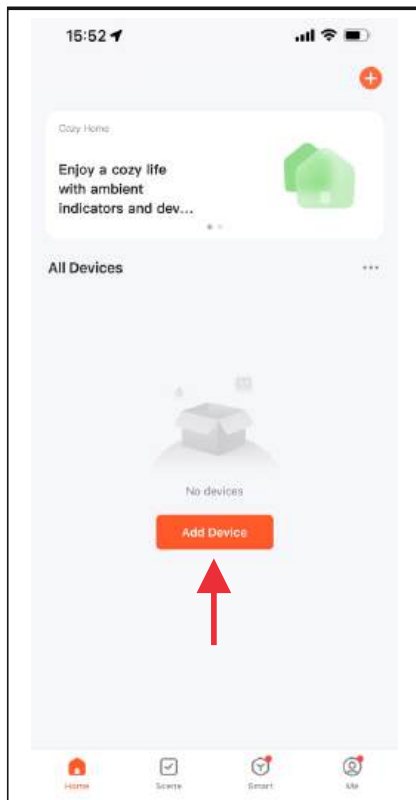 15:52
Cozy Home
Enjoy a cozy life
with ambient
indicators and dev...
All Devices
No devices
Add Device
Home
Scene
Smart
Me